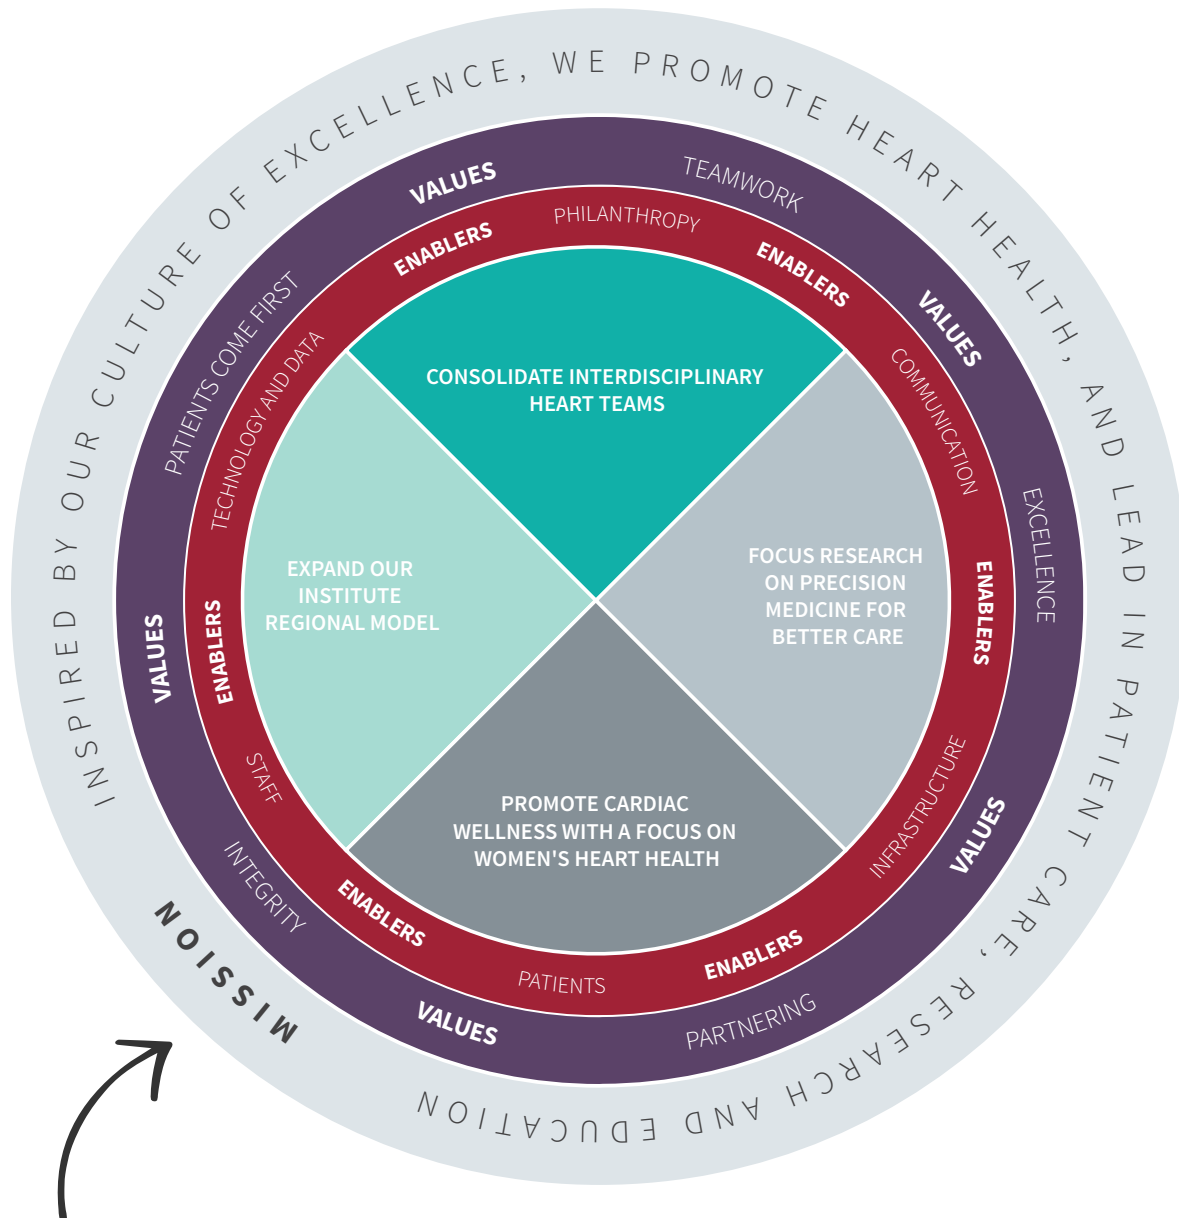 MISSION
INSPIRED BY OUR CULTURE OF EXCELLENCE, WE PROMOTE HEART HEALTH, AND LEAD IN PATIENT CARE, RESEARCH AND EDUCATION
VALUES
TEAMWORK
VALUES
EXCELLENCE
VALUES
PARTNERING
VALUES
INTEGRITY
VALUES
PATIENTS COME FIRST
ENABLERS
PHILANTHROPY
ENABLERS
COMMUNICATION
ENABLERS
INFRASTRUCTURE
ENABLERS
PATIENTS
ENABLERS
STAFF
ENABLERS
TECHNOLOGY AND DATA
CONSOLIDATE INTERDISCIPLINARY
HEART TEAMS
FOCUS RESEARCH
ON PRECISION
MEDICINE FOR
BETTER CARE
PROMOTE CARDIAC
WELLNESS WITH A FOCUS ON
WOMEN'S HEART HEALTH
EXPAND OUR
INSTITUTE
REGIONAL MODEL